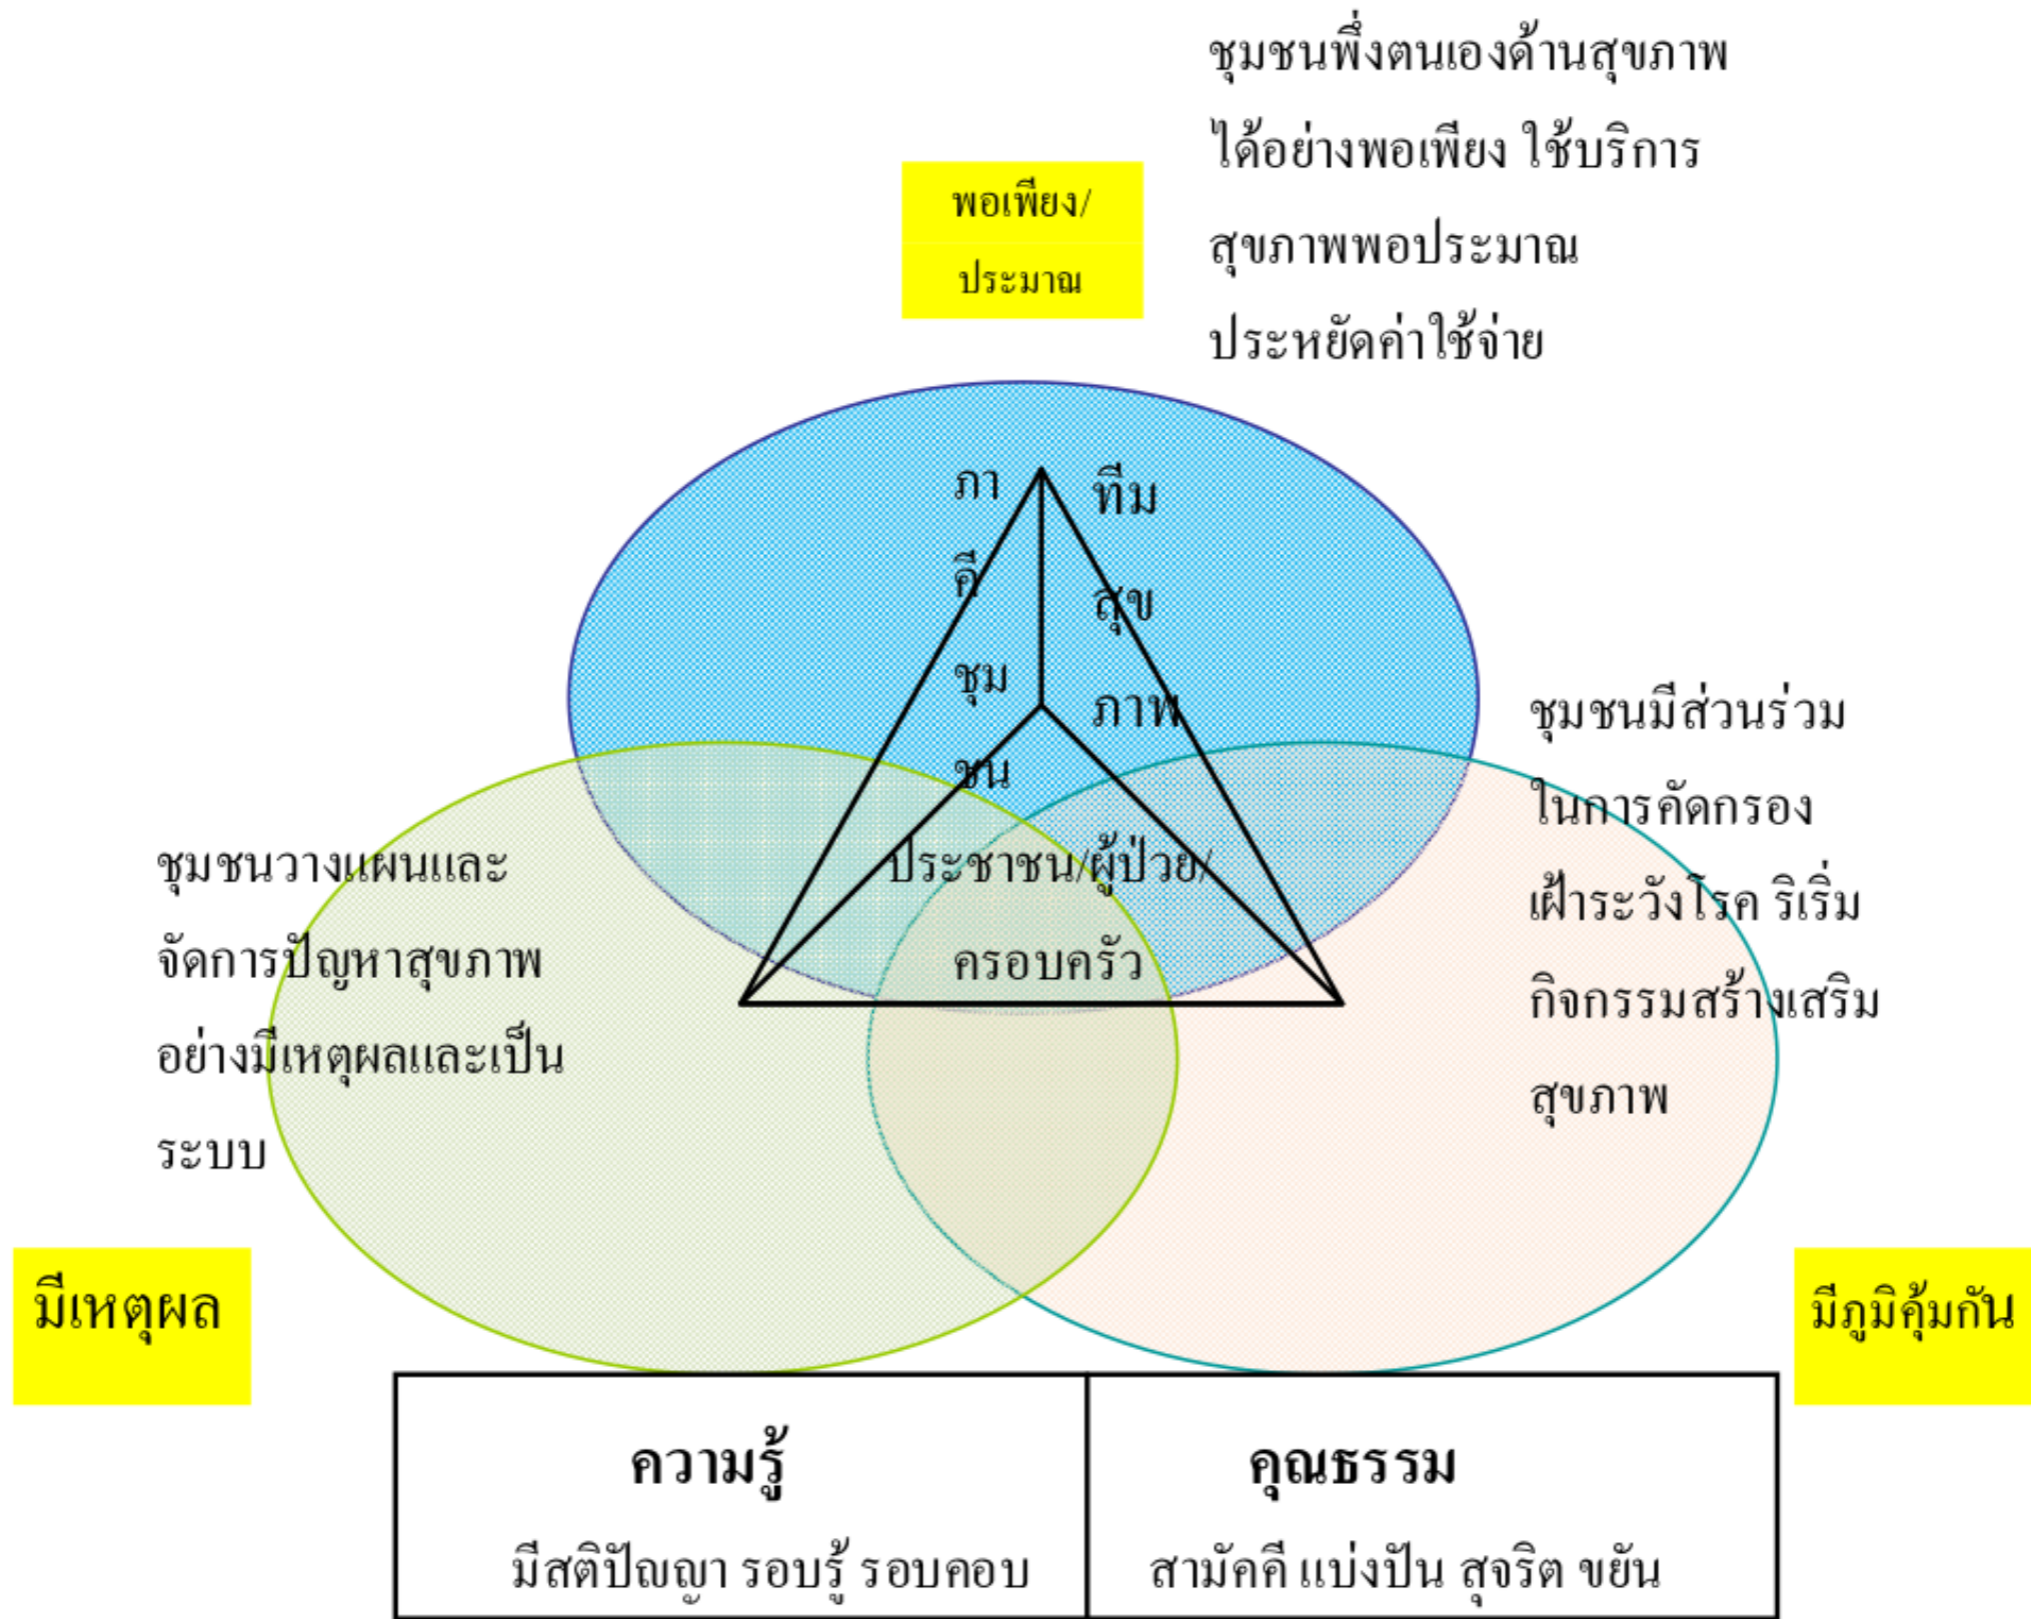 ชุมชนพึ่งตนเองด้านสุขภาพ
ได้อย่างพอเพียง ใช้บริการ
สุขภาพพอประมาณ
ประหยัดค่าใช้จ่าย
พอเพียง/
ประมาณ
ภา
คี
ชุม
ชน
ทีม
สุข
ภาพ
ประชาชน/ผู้ป่วย/
ครอบครัว
ชุมชนวางแผนและ
จัดการปัญหาสุขภาพ
อย่างมีเหตุผลและเป็น
ระบบ
ชุมชนมีส่วนร่วม
ในการคัดกรอง
เฝ้าระวังโรค ริเริ่ม
กิจกรรมสร้างเสริม
สุขภาพ
มีเหตุผล
มีภูมิคุ้มกัน
ความรู้
มีสติปัญญา รอบรู้ รอบคอบ
คุณธรรม
สามัคคี แบ่งปัน สุจริต ขยัน